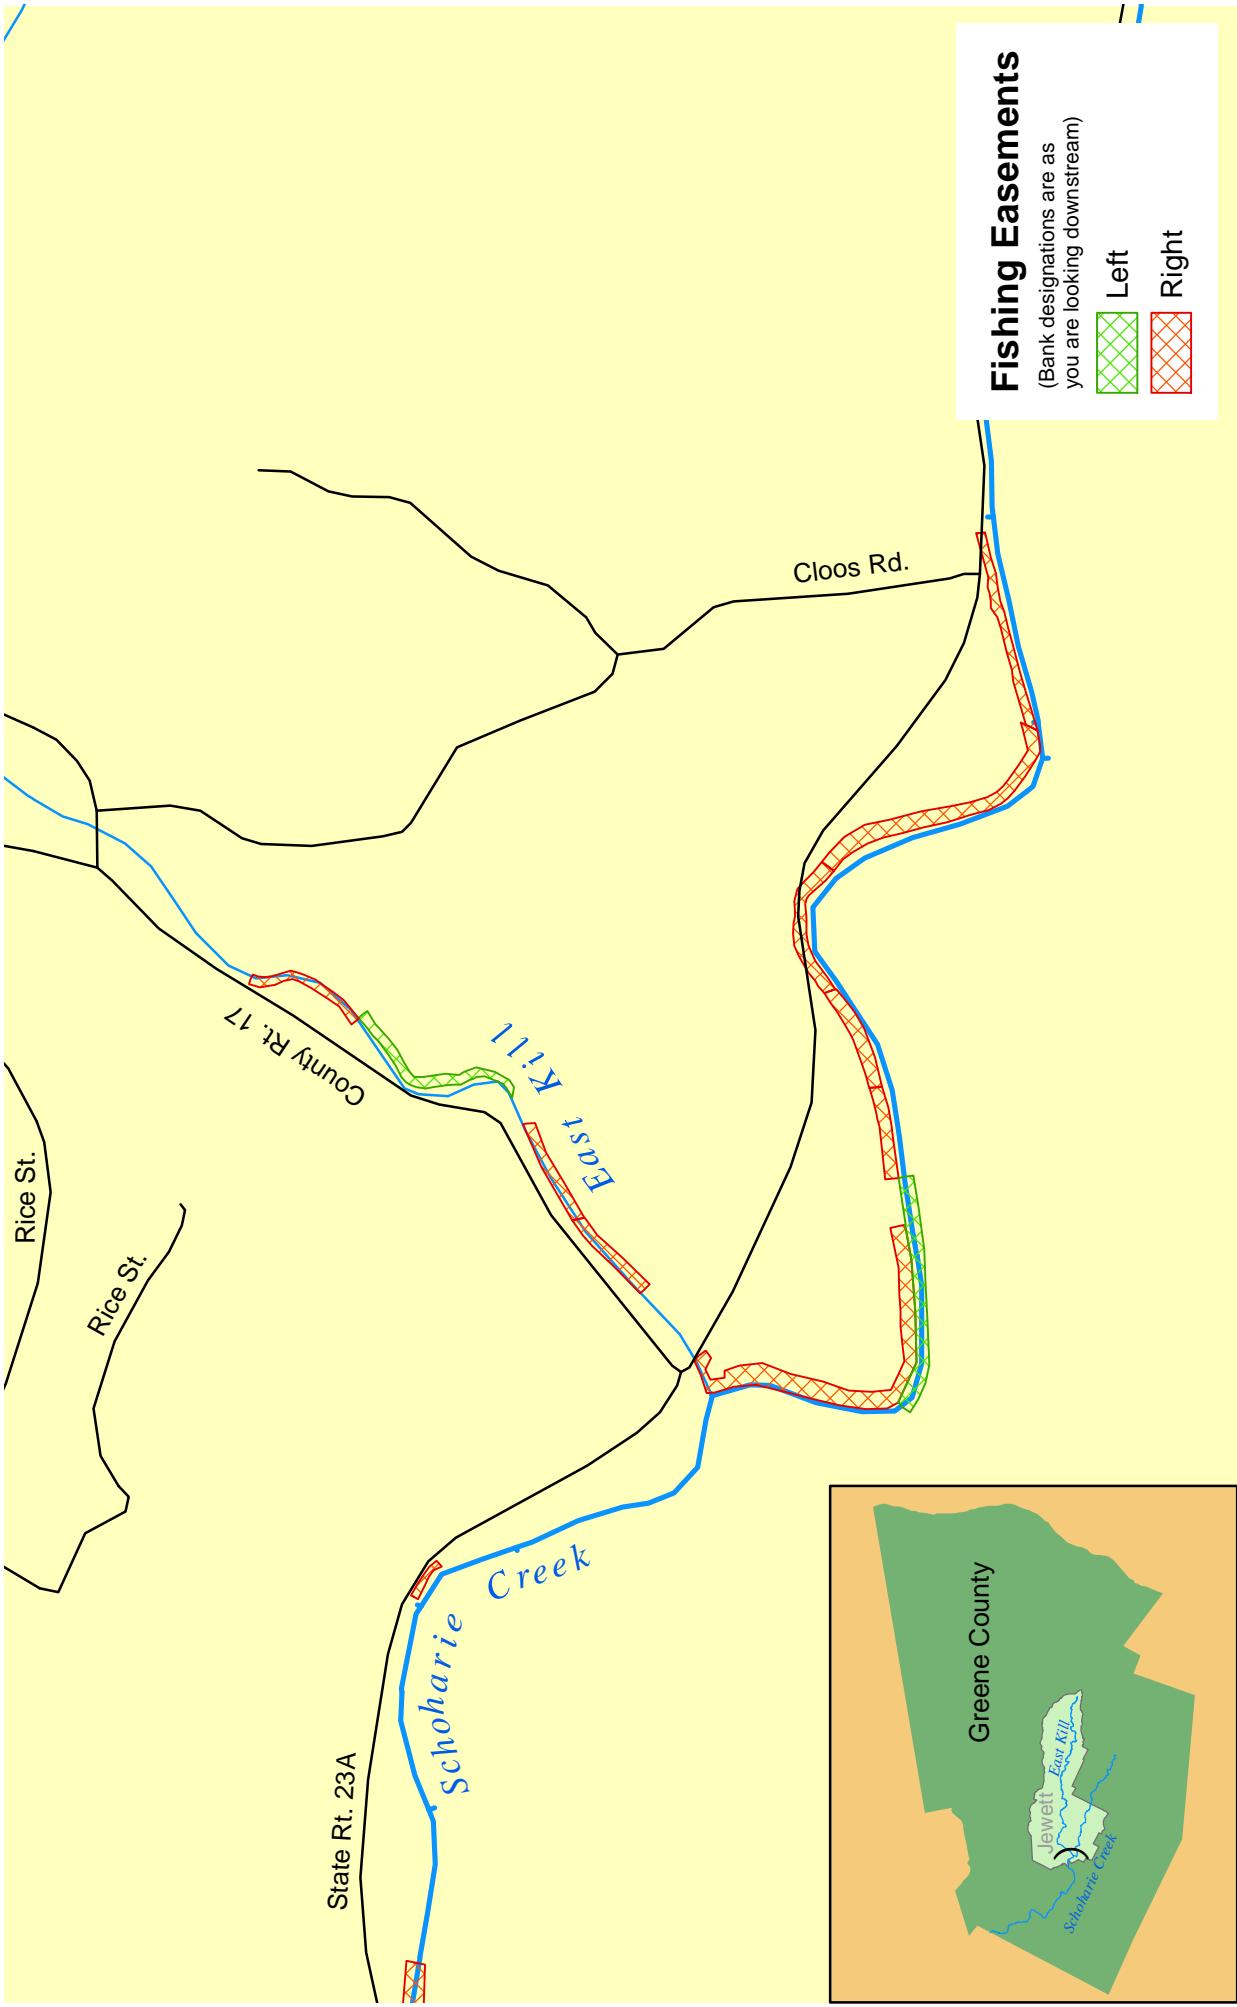 Fishing Easements
(Bank designations are as
you are looking downstream)
Left
Right
Cloos Rd.
County Rt. 17
East Kill
Rice St.
Rice St.
Schoharie Creek
State Rt. 23A
Greene County
Jewett
East Kill
Schoharie Creek